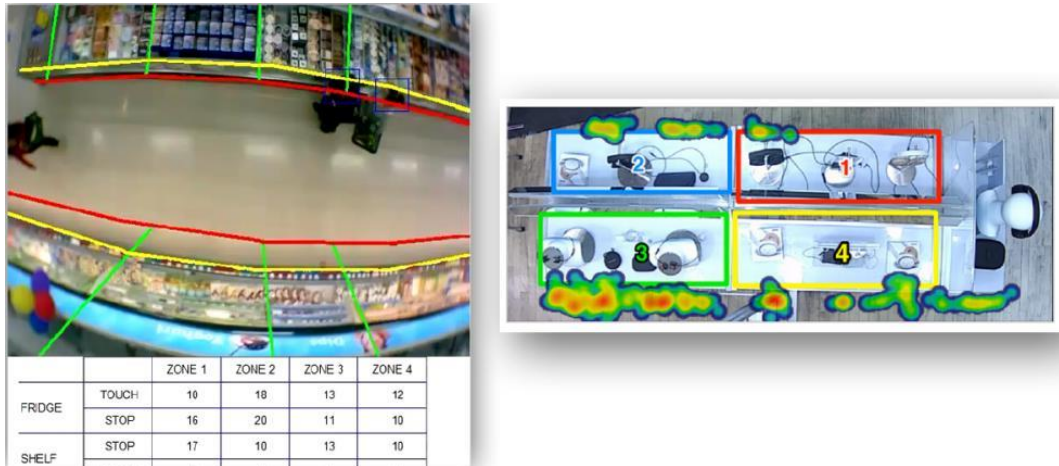 ZONE 1 ZONE 2 ZONE 3 ZONE 4
FRIDGE
TOUCH 10 18 13 12
STOP 16 20 11 10
SHELF
STOP 17 10 13 10
2
1
3
4